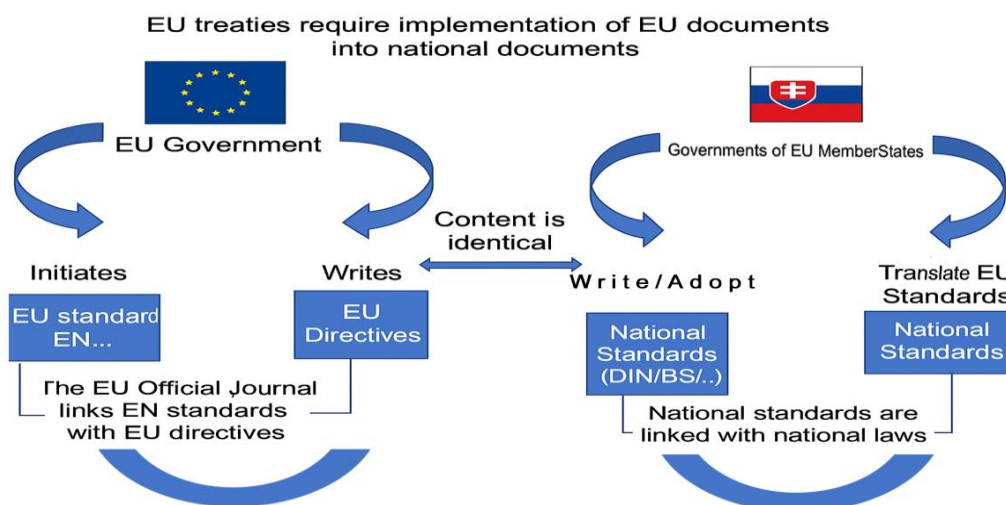 EU treaties require implementation of EU documents
into national documents
EU Government
Governments of EU MemberStates
Content is
identical
Initiates
Writes
Write/Adopt
Translate EU
Standards
EU standard
EN...
EU
Directives
National
Standards
(DIN/BS/..)
National
Standards
The EU Official Journal
links EN standards
with EU directives
National standards are
linked with national laws